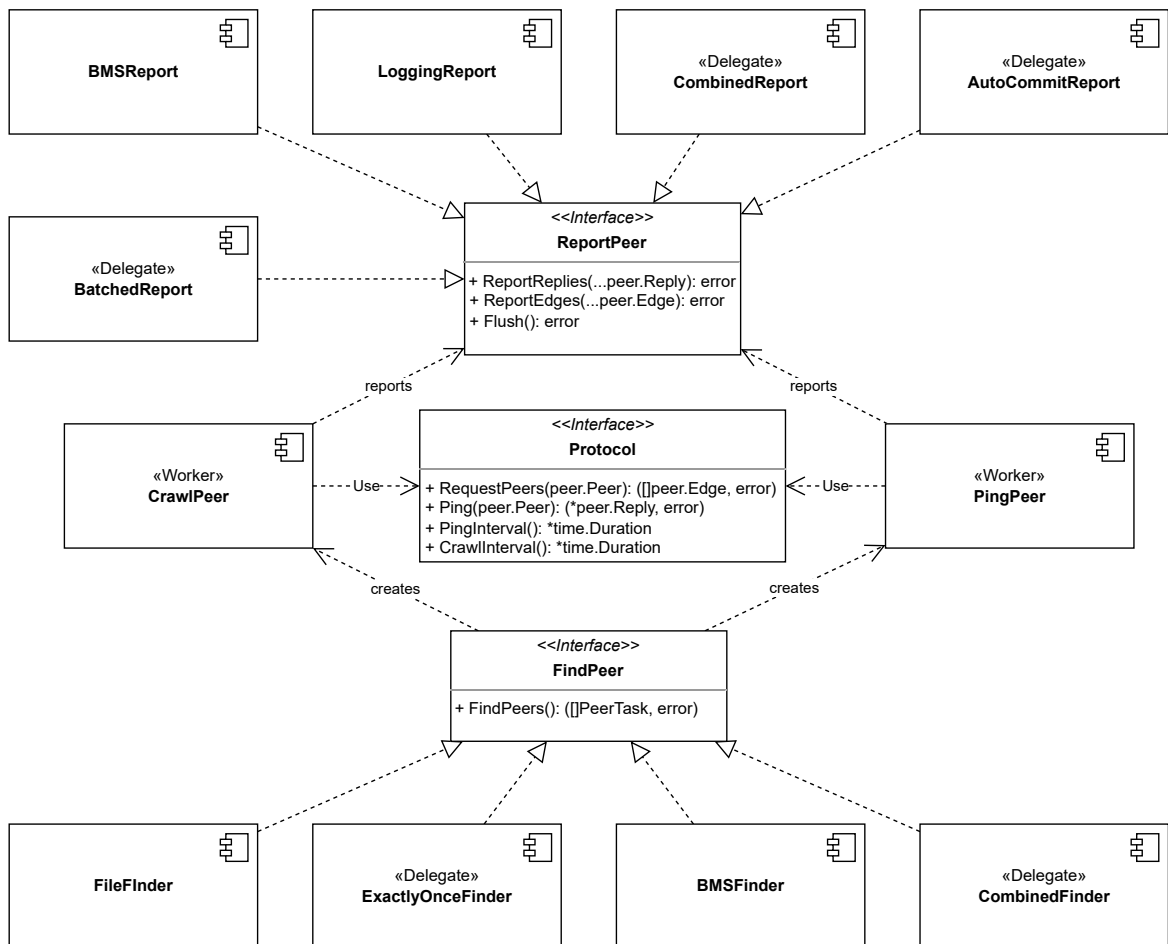 BMSReport
LoggingReport
«Delegate»
CombinedReport
«Delegate»
AutoCommitReport
«Delegate»
BatchedReport
<<Interface>>
ReportPeer
+ ReportReplies(...peer.Reply): error
+ ReportEdges(...peer.Edge): error
+ Flush(): error
reports
reports
«Worker»
CrawlPeer
Use
<<Interface>>
Protocol
+ RequestPeers(peer.Peer): ([]peer.Edge, error)
+ Ping(peer.Peer): (*peer.Reply, error)
+ PingInterval(): *time.Duration
+ CrawlInterval(): *time.Duration
Use
«Worker»
PingPeer
creates
creates
<<Interface>>
FindPeer
+ FindPeers(): ([]PeerTask, error)
FileFInder
«Delegate»
ExactlyOnceFinder
BMSFinder
«Delegate»
CombinedFinder